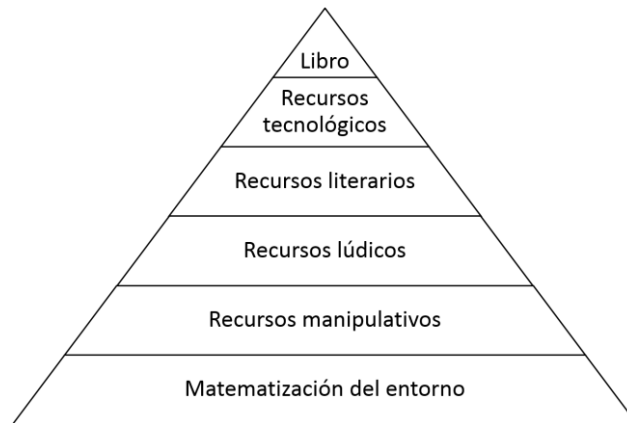 Libro
Recursos
tecnológicos
Recursos literarios
Recursos lúdicos
Recursos manipulativos
Matematización del entorno